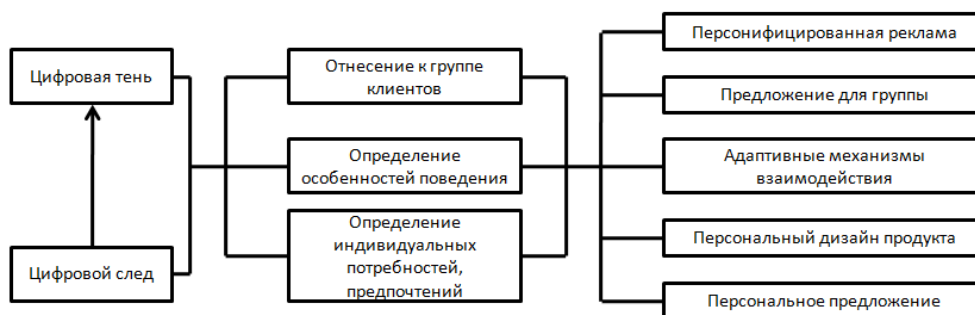 Цифровая тень
Цифровой след
Отнесение к группе
клиентов
Определение
особенностей поведения
Определение
индивидуальных
потребностей,
предпочтений
Персонифицированная реклама
Предложение для группы
Адаптивные механизмы
взаимодействия
Персональный дизайн продукта
Персональное предложение